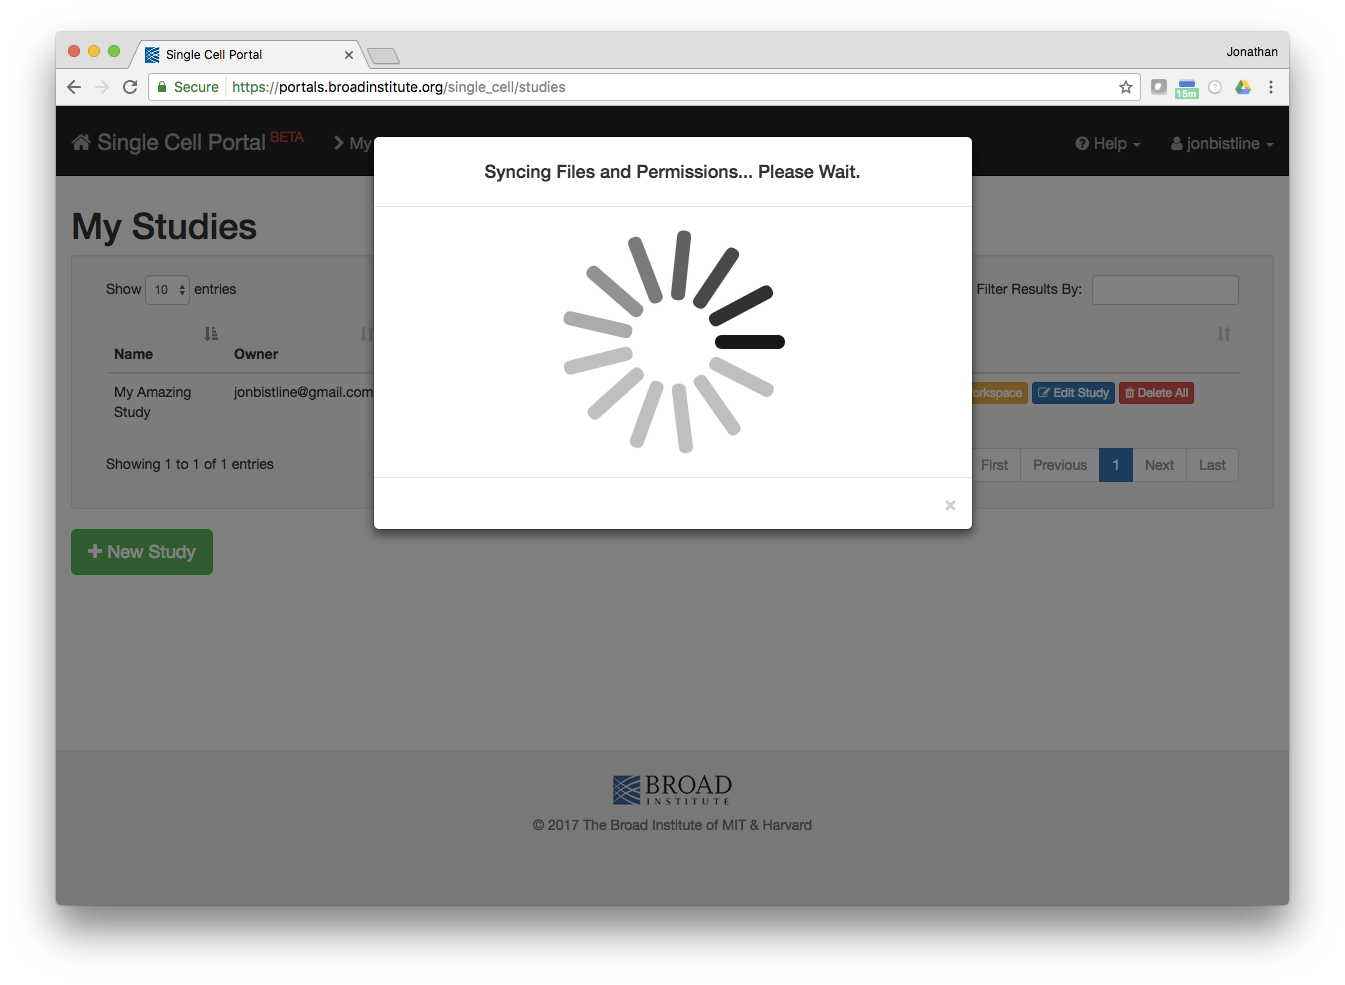 Single Cell Portal
Jonathan
Secure
https://portals.broadinstitute.org/single_cell/studies
15m
Single Cell Portal BETA
My
Help
jonbistline
Syncing Files and Permissions... Please Wait.
My Studies
Show 10 entries
Filter Results By:
Name
Owner
My Amazing
Study
jonbistline@gmail.com
orkspace
Edit Study
Delete All
Showing 1 to 1 of 1 entries
First
Previous
1
Next
Last
×
New Study
BROAD
INSTITUTE
© 2017 The Broad Institute of MIT & Harvard